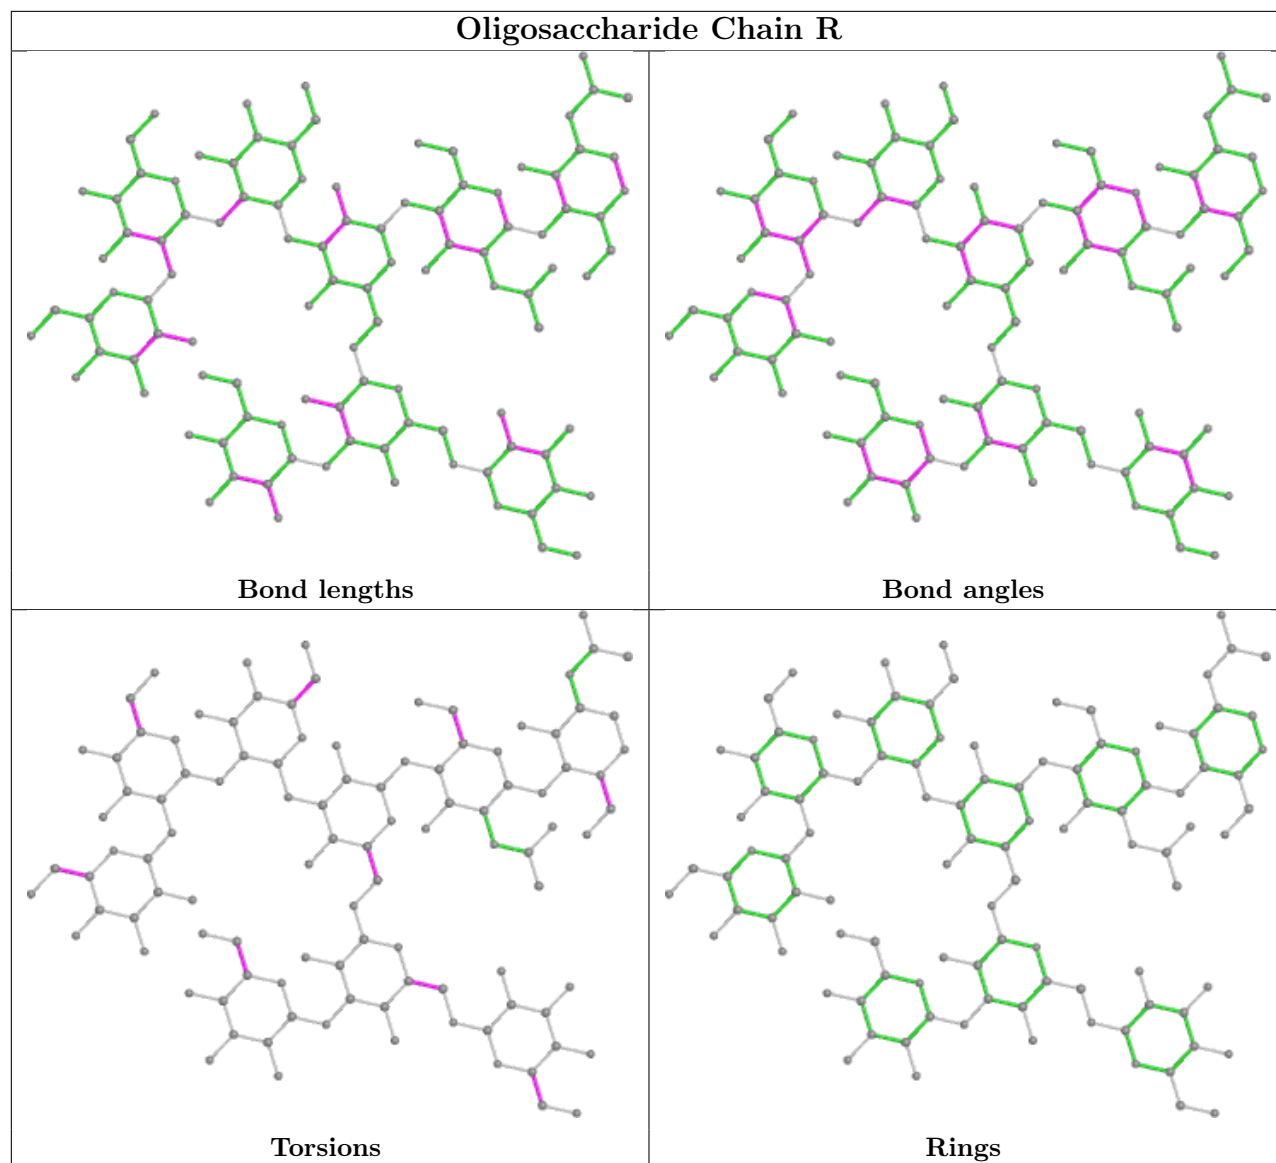 Oligosaccharide Chain R
Bond lengths
Bond angles
Torsions
Rings